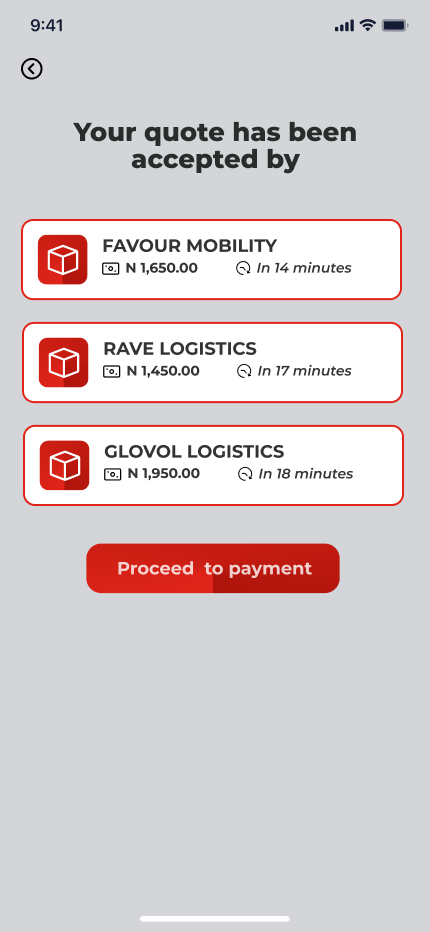 9:41
Your quote has been
accepted by
FAVOUR MOBILITY
N 1,650.00 In 14 minutes
RAVE LOGISTICS
N 1,450.00 In 17 minutes
GLOVOL LOGISTICS
N 1,950.00 In 18 minutes
Proceed to payment